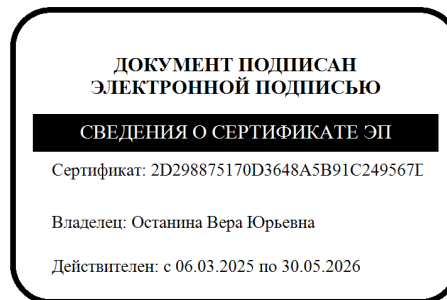 ДОКУМЕНТ ПОДПИСАН
ЭЛЕКТРОННОЙ ПОДПИСЬЮ
СВЕДЕНИЯ О СЕРТИФИКАТЕ ЭП
Сертификат: 2D298875170D3648A5B91C249567D
Владелец: Останина Вера Юрьевна
Действителен: с 06.03.2025 по 30.05.2026